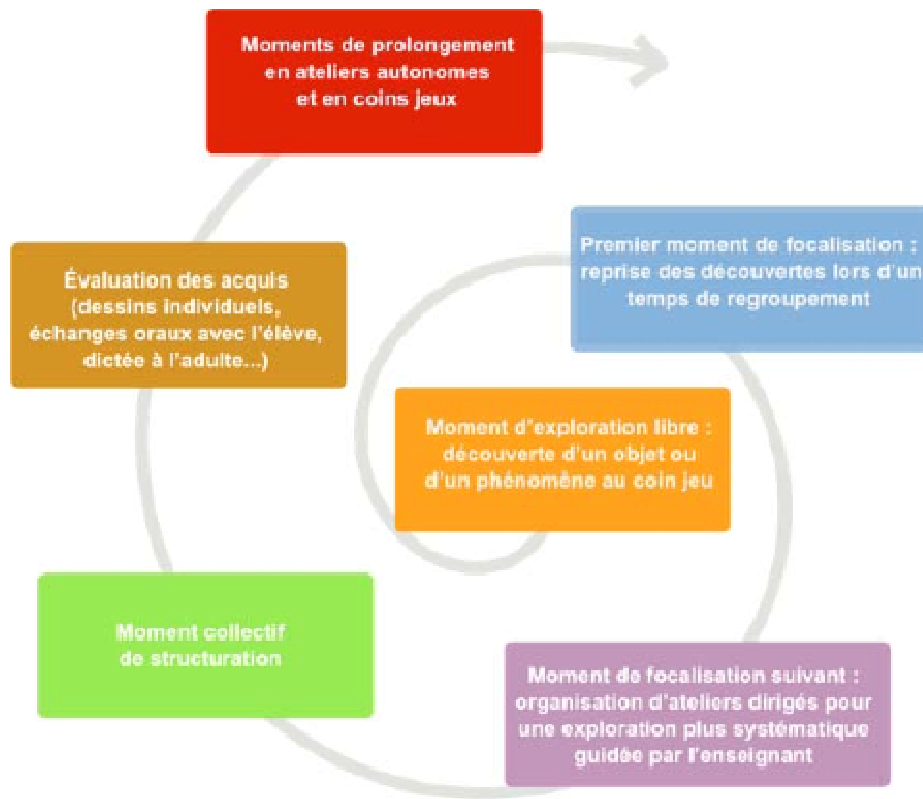 Moments de prolongement
en ateliers autonomes
et en coins jeux
Premier moment de focalisation :
reprise des découvertes lors d'un
temps de regroupement
Évaluation des acquis
(dessins individuels,
échanges oraux avec l'élève,
dictée à l'adulte...)
Moment d'exploration libre :
découverte d'un objet ou
d'un phénomène au coin jeu
Moment collectif
de structuration
Moment de focalisation suivant :
organisation d'ateliers dirigés pour
une exploration plus systématique
guidée par l'enseignant